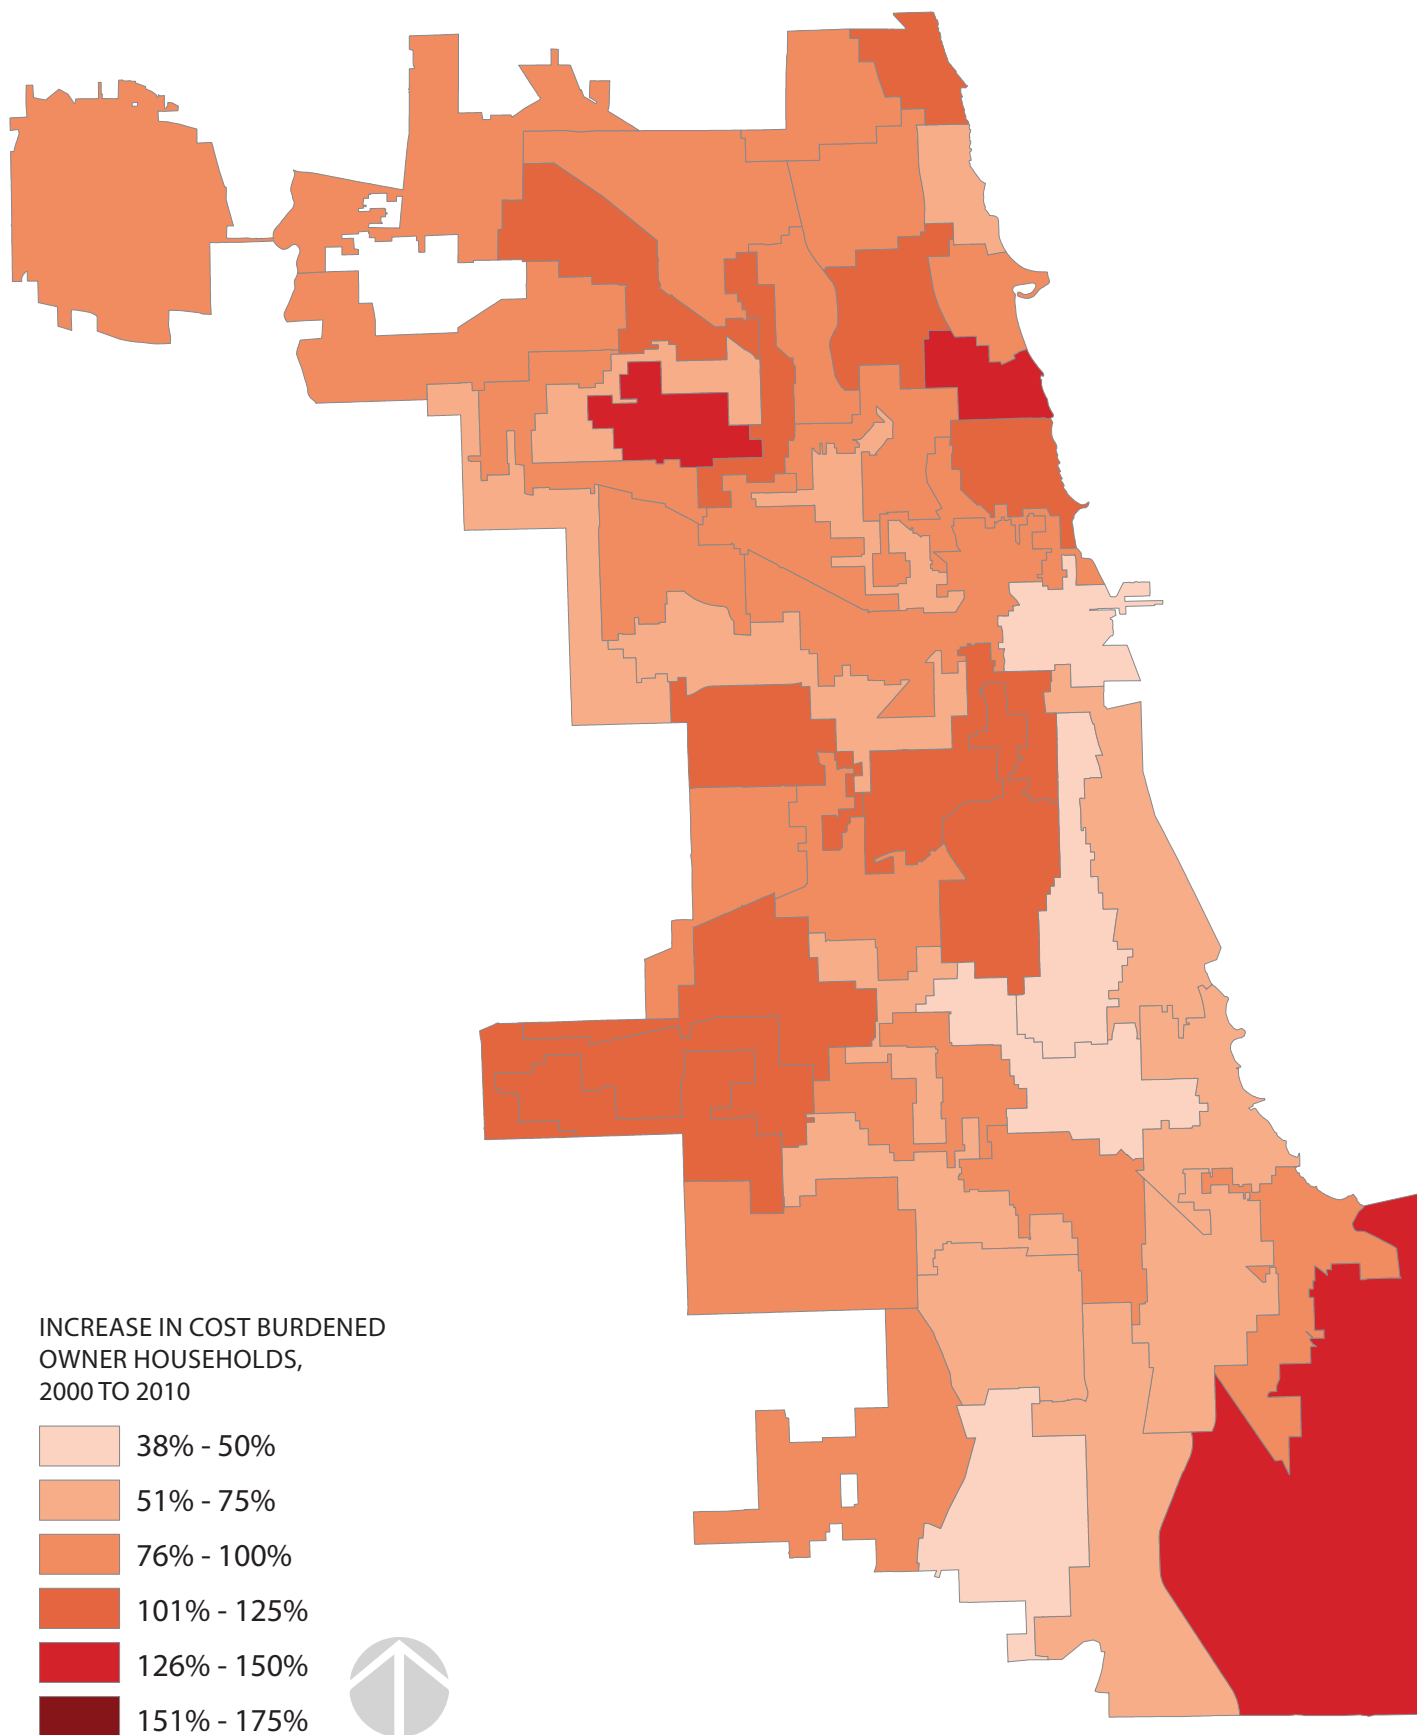 INCREASE IN COST BURDENED
OWNER HOUSEHOLDS,
2000 TO 2010
38% - 50%
51% - 75%
76% - 100%
101% - 125%
126% - 150%
151% - 175%